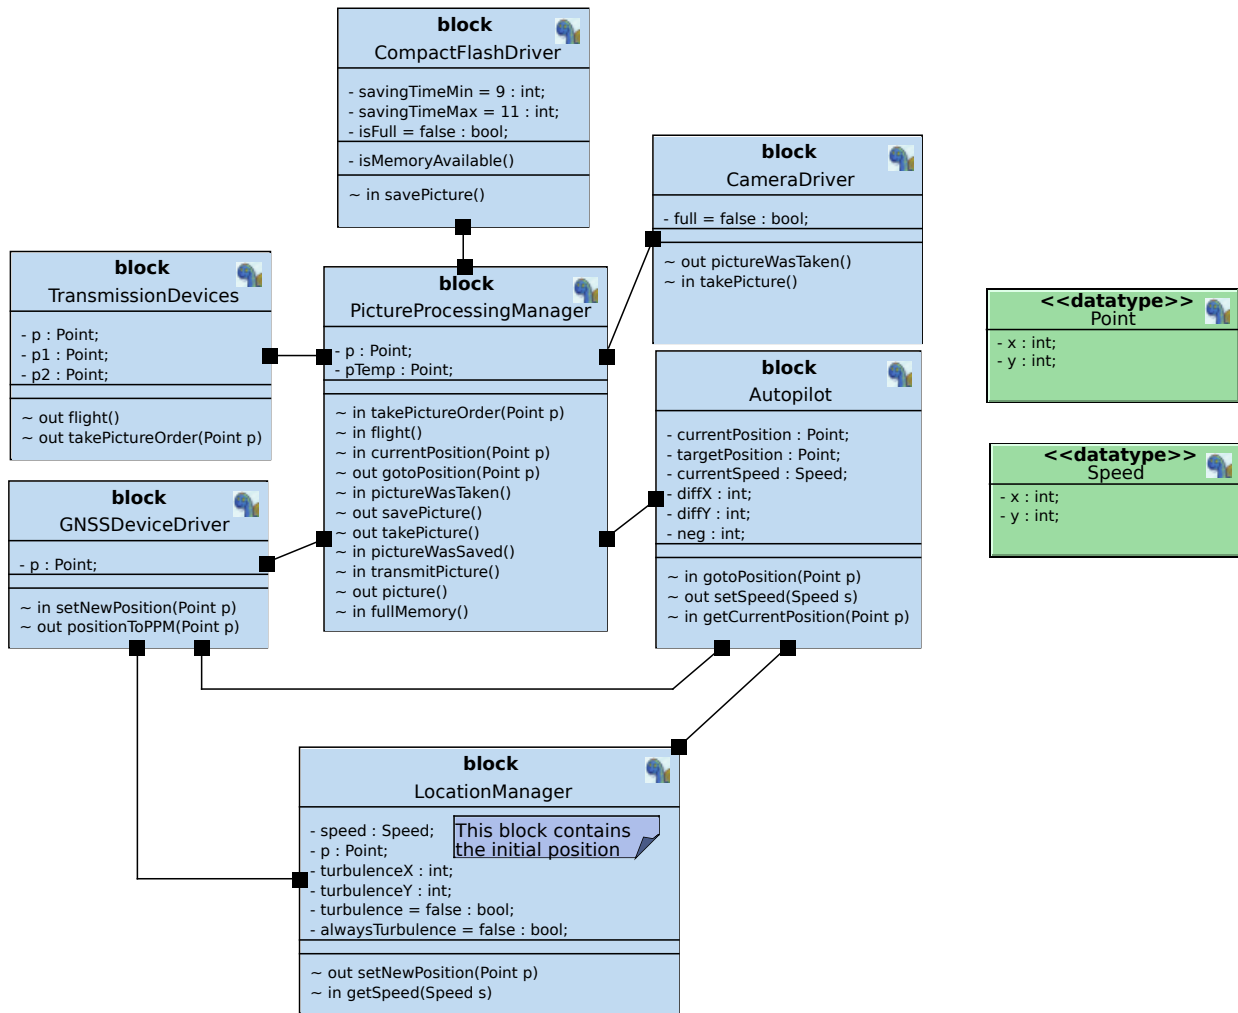 block
CompactFlashDriver
- savingTimeMin = 9 : int;
- savingTimeMax = 11 : int;
- isFull = false : bool;
- isMemoryAvailable()
~ in savePicture()
block
CameraDriver
- full = false : bool;
~ out pictureWasTaken()
~ in takePicture()
block
TransmissionDevices
- p : Point;
- p1 : Point;
- p2 : Point;
~ out flight()
~ out takePictureOrder(Point p)
block
PictureProcessingManager
- p : Point;
- pTemp : Point;
~ in takePictureOrder(Point p)
~ in flight()
~ in currentPosition(Point p)
~ out gotoPosition(Point p)
~ in pictureWasTaken()
~ out savePicture()
~ out takePicture()
~ in pictureWasSaved()
~ in transmitPicture()
~ out picture()
~ in fullMemory()
<<datatype>>
Point
- x : int;
- y : int;
block
Autopilot
- currentPosition : Point;
- targetPosition : Point;
- currentSpeed : Speed;
- diffX : int;
- diffY : int;
- neg : int;
~ in gotoPosition(Point p)
~ out setSpeed(Speed s)
~ in getCurrentPosition(Point p)
<<datatype>>
Speed
- x : int;
- y : int;
block
GNSSDeviceDriver
- p : Point;
~ in setNewPosition(Point p)
~ out positionToPPM(Point p)
block
LocationManager
- speed : Speed;
- p : Point;
- turbulenceX : int;
- turbulenceY : int;
- turbulence = false : bool;
- alwaysTurbulence = false : bool;
This block contains
the initial position
~ out setNewPosition(Point p)
~ in getSpeed(Speed s)